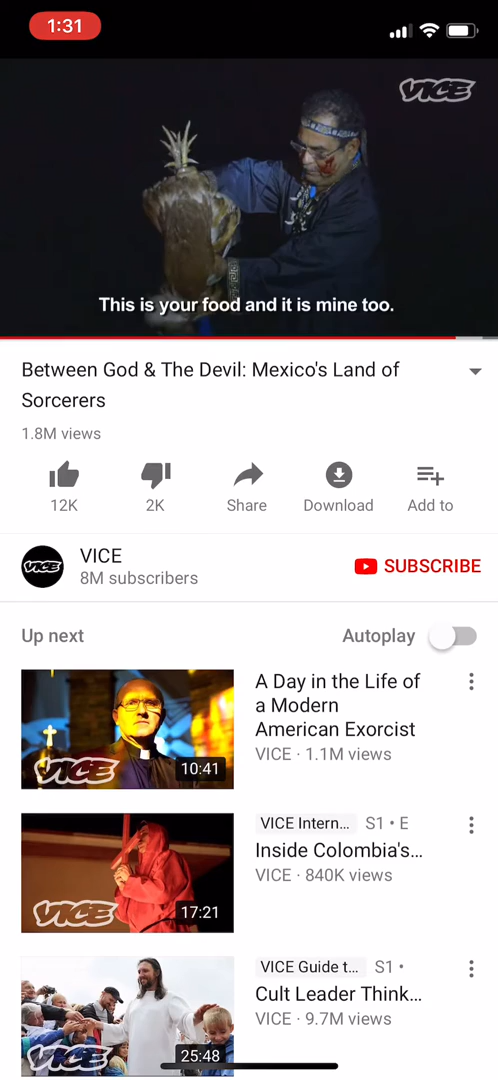 1:31
VICE
This is your food and it is mine too.
Between God & The Devil: Mexico's Land of
Sorcerers
1.8M views
12K
2K
Share
Download
Add to
VICE
VICE
8M subscribers
SUBSCRIBE
Up next
Autoplay
VICE
10:41
A Day in the Life of
a Modern
American Exorcist
VICE · 1.1M views
VICE
17:21
VICE Intern... S1 • E
Inside Colombia's...
VICE · 840K views
VICE
25:48
VICE Guide t... S1 •
Cult Leader Think...
VICE · 9.7M views